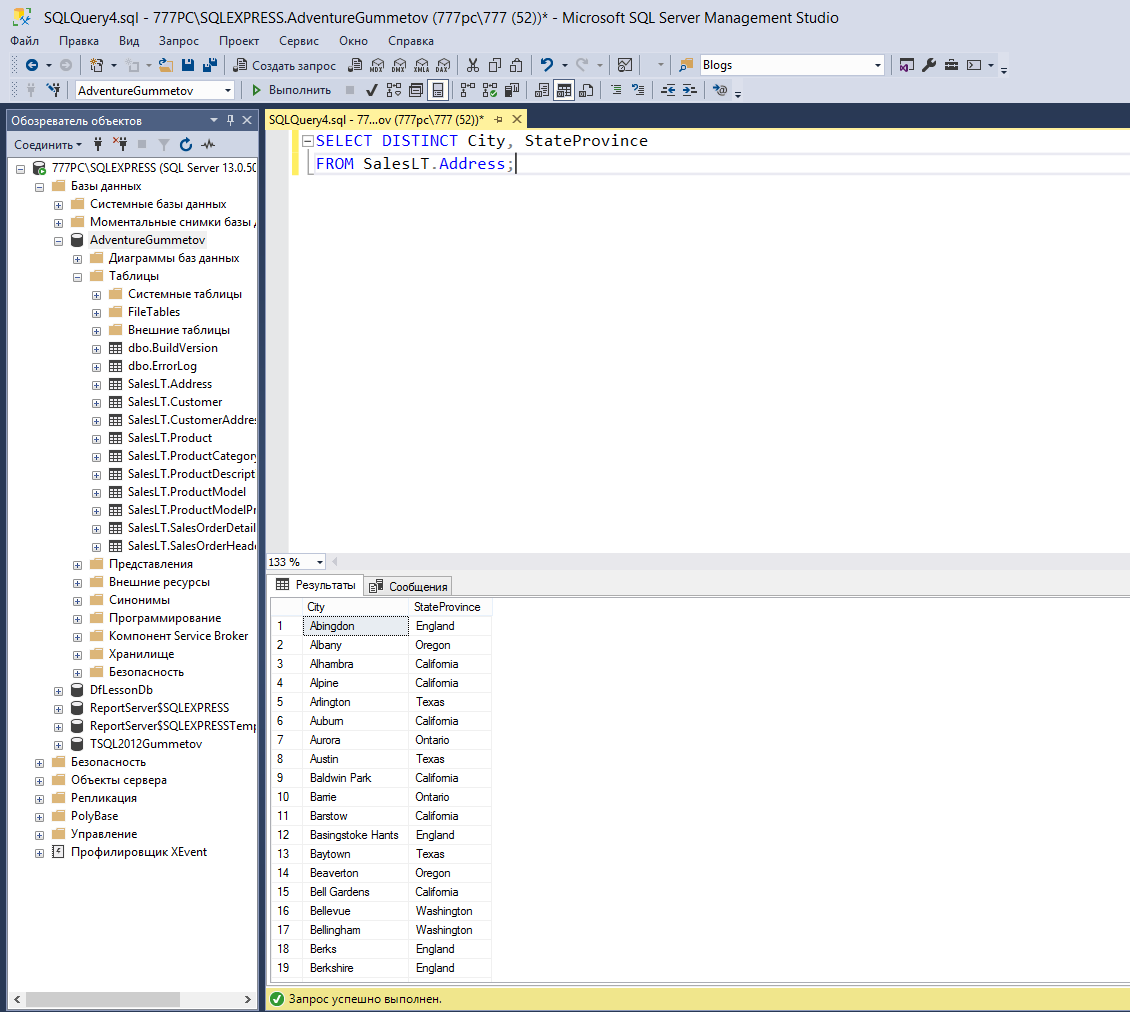 SQLQuery4.sql - 777PC\SQLEXPRESS.AdventureGummetov (777pc\777 (52))* - Microsoft SQL Server Management Studio
Файл Правка Вид Запрос Проект Сервис Окно Справка
Создать запрос MDX DMX XMLA DAX Blogs
AdventureGummetov Выполнить
Обозреватель объектов
Соединить
777PC\SQLEXPRESS (SQL Server 13.0.50
Базы данных
Системные базы данных
Моментальные снимки базы
AdventureGummetov
Диаграммы баз данных
Таблицы
Системные таблицы
FileTables
Внешние таблицы
dbo.BuildVersion
dbo.ErrorLog
SalesLT.Address
SalesLT.Customer
SalesLT.CustomerAddres
SalesLT.Product
SalesLT.ProductCategory
SalesLT.ProductDescript
SalesLT.ProductModel
SalesLT.ProductModelPr
SalesLT.SalesOrderDetail
SalesLT.SalesOrderHeade
Представления
Внешние ресурсы
Синонимы
Программирование
Компонент Service Broker
Хранилище
Безопасность
DfLessonDb
ReportServer$SQLEXPRESS
ReportServer$SQLEXPRESSTemp
TSQL2012Gummetov
Безопасность
Объекты сервера
Репликация
PolyBase
Управление
Профилировщик XEvent
SQLQuery4.sql - 77...ov (777pc\777 (52))*
SELECT DISTINCT City, StateProvince
FROM SalesLT.Address;
133 %
Результаты Сообщения
City StateProvince
1 Abingdon England
2 Albany Oregon
3 Alhambra California
4 Alpine California
5 Arlington Texas
6 Auburn California
7 Aurora Ontario
8 Austin Texas
9 Baldwin Park California
10 Barrie Ontario
11 Barstow California
12 Basingstoke Hants England
13 Baytown Texas
14 Beaverton Oregon
15 Bell Gardens California
16 Bellevue Washington
17 Bellingham Washington
18 Berks England
19 Berkshire England
Запрос успешно выполнен.